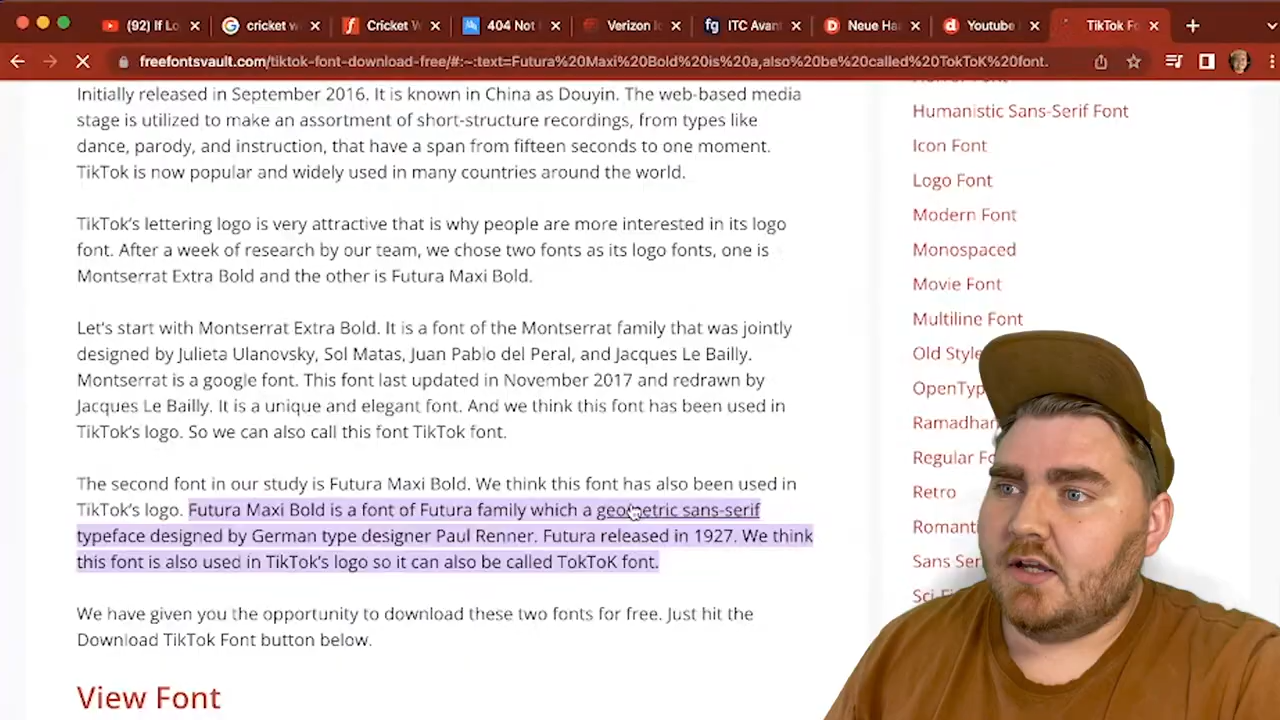 (92) If Lo
cricket w
Cricket W
404 Not
Verizon lo
ITC Avant
Neue Ha
Youtube
TikTok Fo
freefontsvault.com/tiktok-font-download-free/#:~:text=Futura%20Maxi%20Bold%20is%20a,also%20be%20called%20TokToK%20font.
Initially released in September 2016. It is known in China as Douyin. The web-based media
stage is utilized to make an assortment of short-structure recordings, from types like
dance, parody, and instruction, that have a span from fifteen seconds to one moment.
TikTok is now popular and widely used in many countries around the world.
TikTok's lettering logo is very attractive that is why people are more interested in its logo
font. After a week of research by our team, we chose two fonts as its logo fonts, one is
Montserrat Extra Bold and the other is Futura Maxi Bold.
Let's start with Montserrat Extra Bold. It is a font of the Montserrat family that was jointly
designed by Julieta Ulanovsky, Sol Matas, Juan Pablo del Peral, and Jacques Le Bailly.
Montserrat is a google font. This font last updated in November 2017 and redrawn by
Jacques Le Bailly. It is a unique and elegant font. And we think this font has been used in
TikTok's logo. So we can also call this font TikTok font.
The second font in our study is Futura Maxi Bold. We think this font has also been used in
TikTok's logo. Futura Maxi Bold is a font of Futura family which a geometric sans-serif
typeface designed by German type designer Paul Renner. Futura released in 1927. We think
this font is also used in TikTok's logo so it can also be called TokToK font.
We have given you the opportunity to download these two fonts for free. Just hit the
Download TikTok Font button below.
View Font
Humanistic Sans-Serif Font
Icon Font
Logo Font
Modern Font
Monospaced
Movie Font
Multiline Font
Old Style
OpenTyp
Ramadhan
Regular Fo
Retro
Romanti
Sans Seri
Sci-Fi